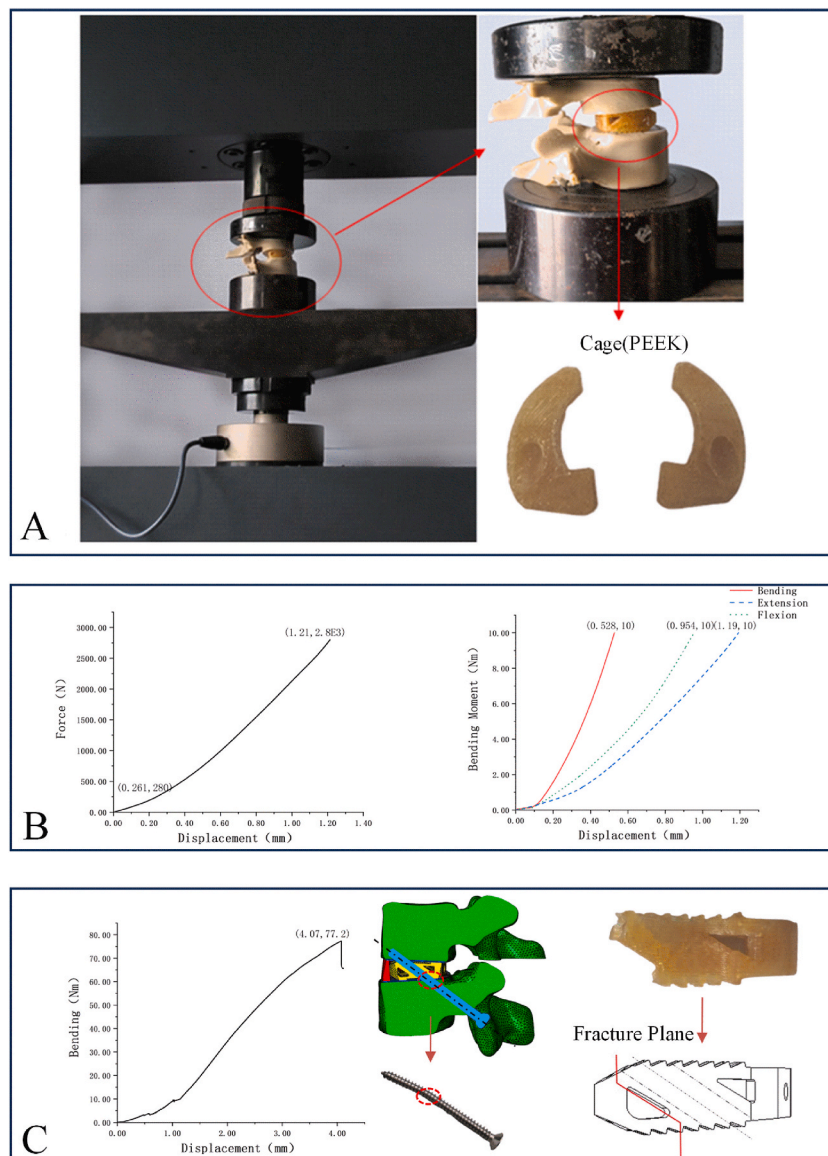 Cage(PEEK)
A
3000.00
2500.00
2000.00
1500.00
1000.00
500.00
0.00
Force (N)
(1.21,2.8E3)
(0.261,280)
0.00 0.20 0.40 0.60 0.80 1.00 1.20 1.40
Displacement (mm)
B
Bending
Extension
Flexion
(0.528,10)
(0.954,10)(1.19,10)
10.00
8.00
6.00
4.00
2.00
0.00
Bending Moment (Nm)
0.00 0.20 0.40 0.60 0.80 1.00 1.20
Displacement (mm)
80.00
70.00
60.00
50.00
40.00
30.00
20.00
10.00
0.00
Bending (Nm)
(4.07,77.2)
0.00 1.00 2.00 3.00 4.00
Displacement (mm)
C
Fracture Plane